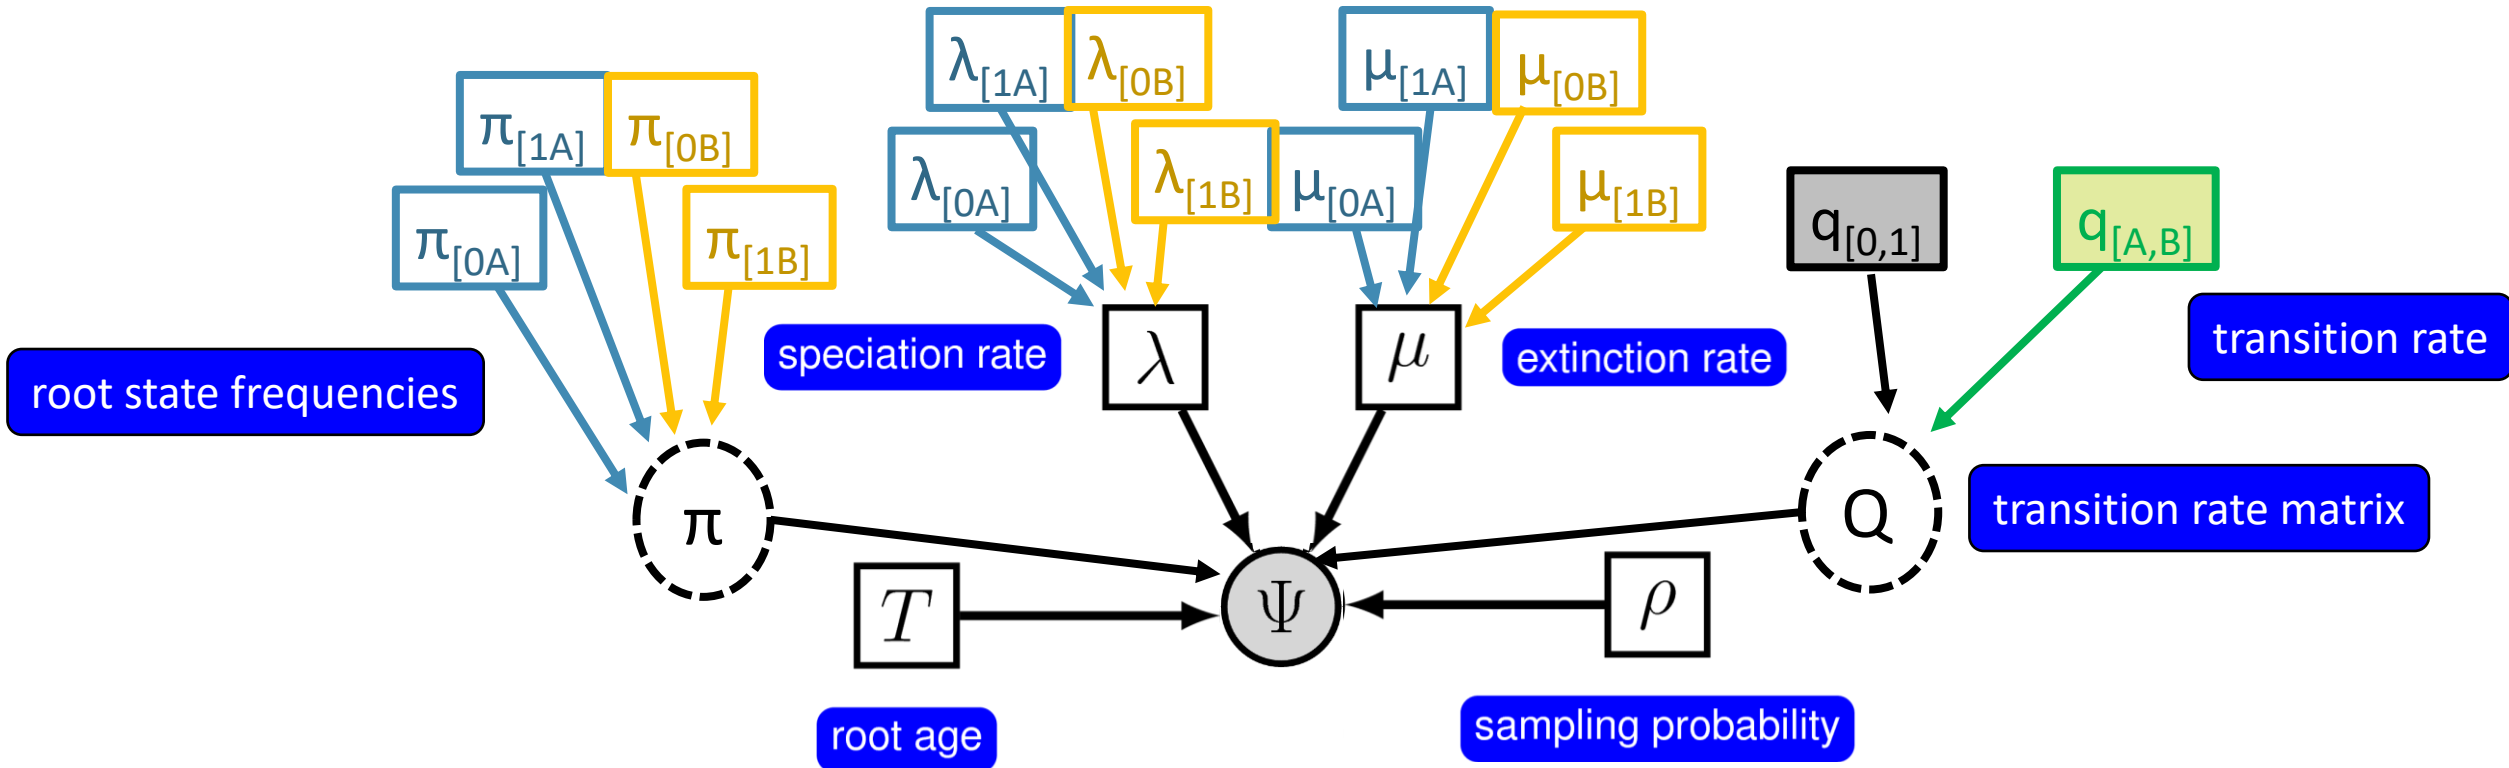 λ[1A]
λ[0B]
μ[1A]
μ[0B]
π[1A]
π[0B]
λ[0A]
λ[1B]
μ[0A]
μ[1B]
π[0A]
π[1B]
q[0,1]
q[A,B]
root state frequencies
speciation rate
λ
μ
extinction rate
transition rate
π
Q
transition rate matrix
T
Ψ
ρ
root age
sampling probability